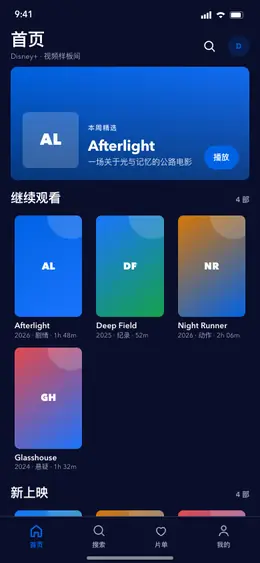 9:41
首页
Disney+ · 视频样板间
D
AL
本周精选
Afterlight
一场关于光与记忆的公路电影
播放
继续观看
4 部
AL
DF
NR
Afterlight
Deep Field
Night Runner
2026 · 剧情 · 1h 48m
2025 · 纪录 · 52m
2026 · 动作 · 2h 06m
GH
Glasshouse
2024 · 悬疑 · 1h 32m
新上映
4 部
首页
搜索
片单
我的